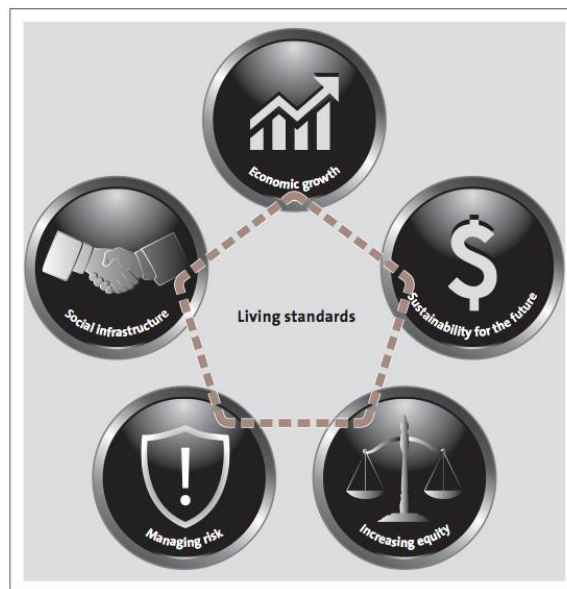 Economic growth
Social infrastructure
Sustainability for the future
Living standards
Managing risk
Increasing equity